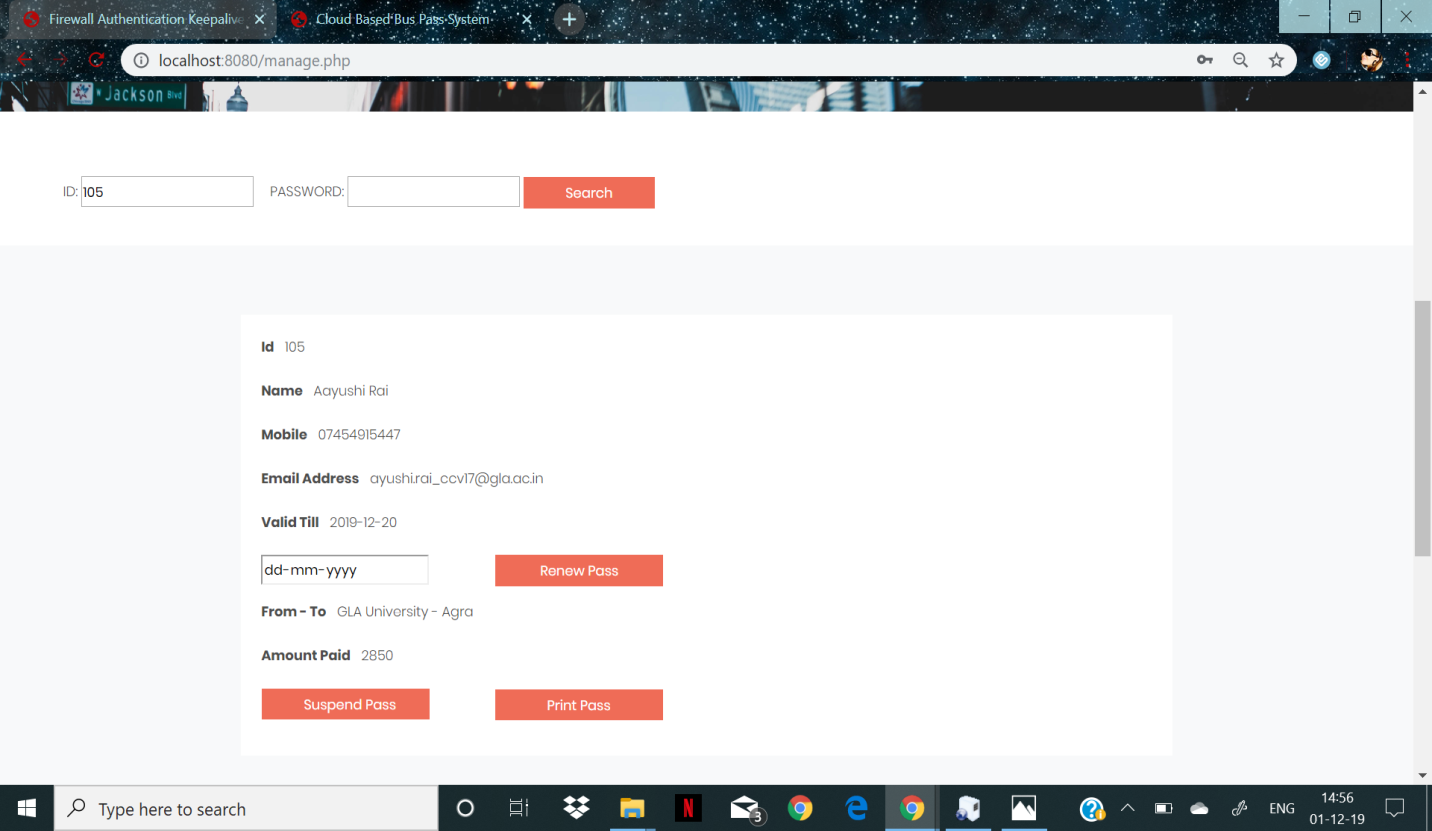 Firewall Authentication Keepalive
Cloud Based Bus Pass System
localhost:8080/manage.php
Jackson Blvd
ID: 105 PASSWORD: Search
Id 105
Name Aayushi Rai
Mobile 07454915447
Email Address ayushi.rai_ccv17@gla.ac.in
Valid Till 2019-12-20
dd-mm-yyyy Renew Pass
From - To GLA University - Agra
Amount Paid 2850
Suspend Pass Print Pass
Type here to search
N
3
ENG
14:56
01-12-19